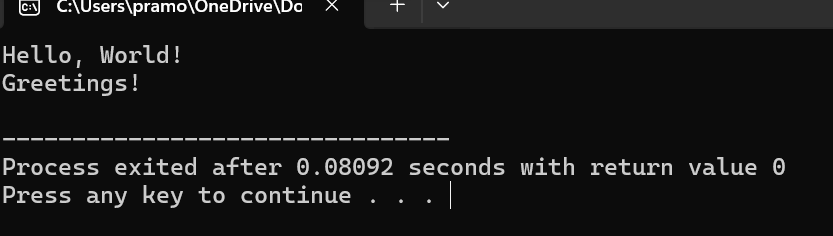 C:\Users\pramo\OneDrive\Do
Hello, World!
Greetings!
--------------------------------
Process exited after 0.08092 seconds with return value 0
Press any key to continue . . .